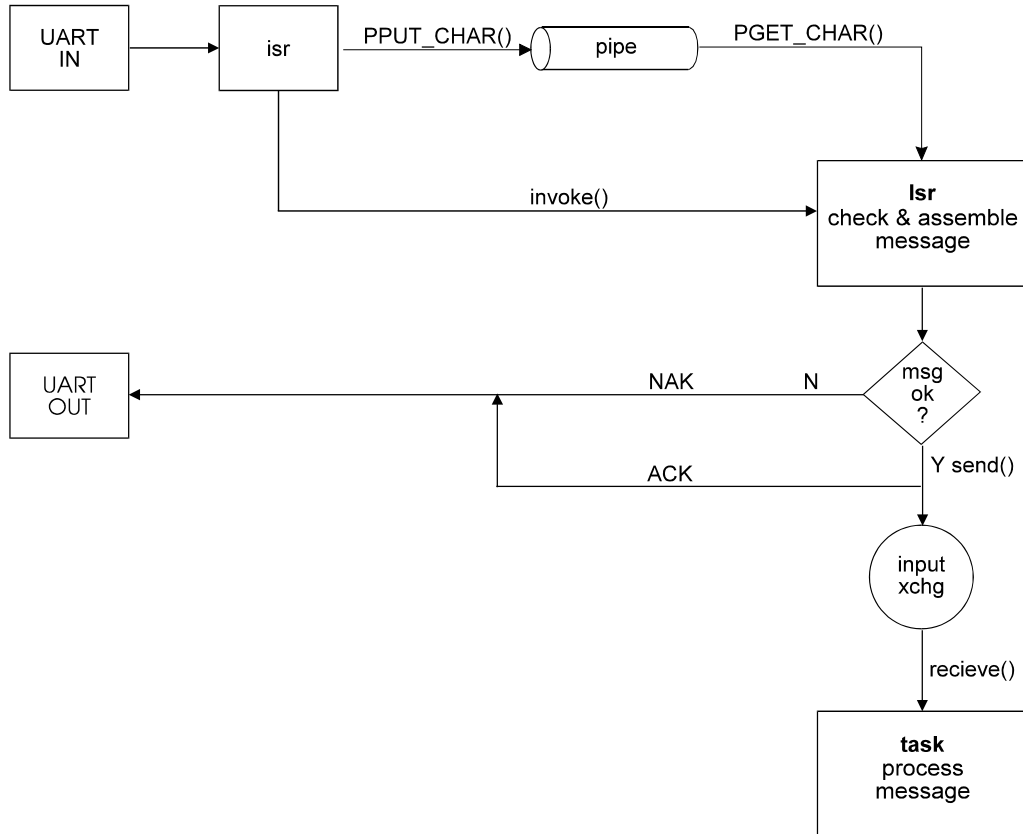 UART
IN
isr
PPUT_CHAR()
pipe
PGET_CHAR()
invoke()
lsr
check & assemble
message
UART
OUT
NAK
N
msg
ok
?
Y send()
ACK
input
xchg
recieve()
task
process
message